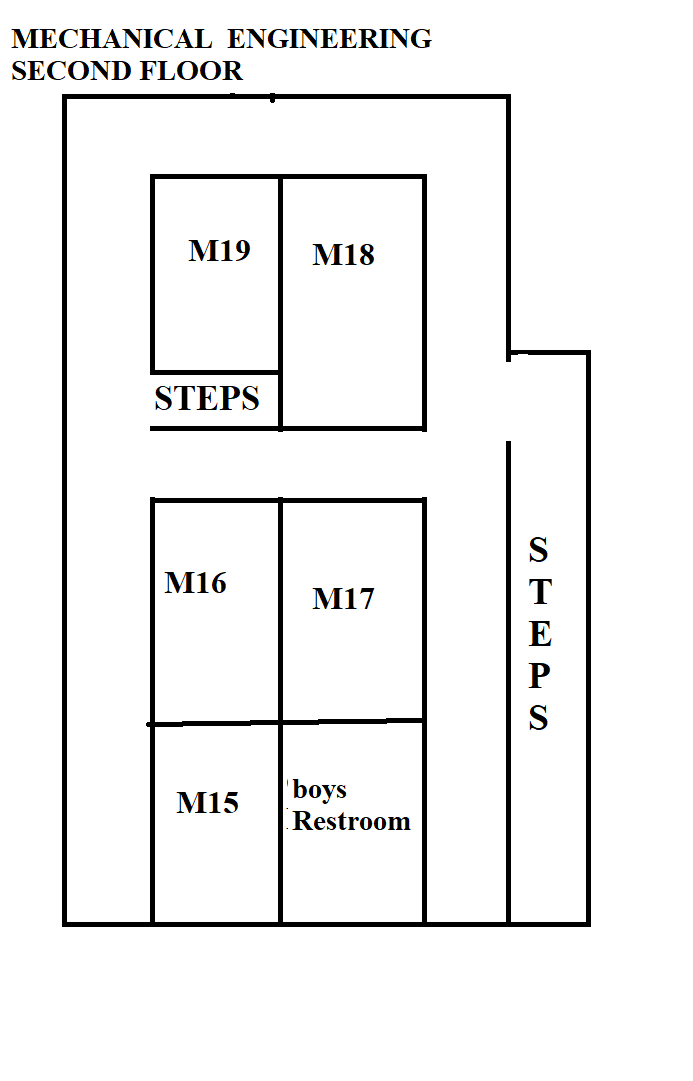 MECHANICAL ENGINEERING
SECOND FLOOR
M19
M18
STEPS
M16
M17
S
T
E
P
S
M15
boys
Restroom